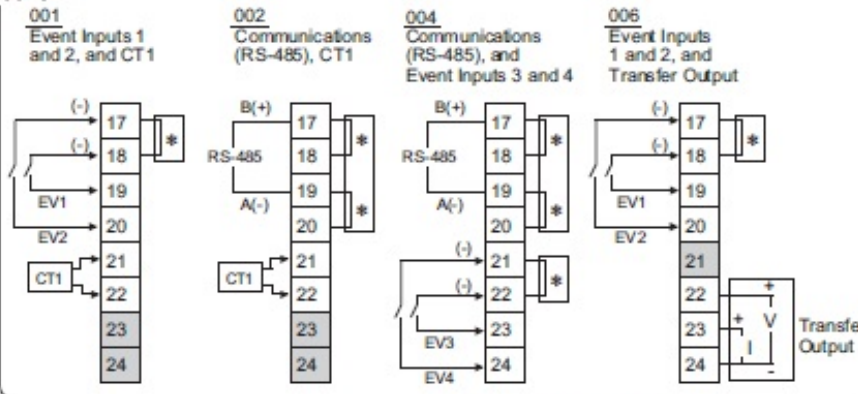 001
Event Inputs 1
and 2, and CT1
(-)
17
*
(-)
18
19
EV1
20
EV2
21
CT1
22
23
24
002
Communications
(RS-485), CT1
B(+)
17
*
RS-485
18
19
A(-)
*
20
21
CT1
22
23
24
004
Communications
(RS-485), and
Event Inputs 3 and 4
B(+)
17
*
RS-485
18
19
A(-)
*
20
(-)
21
*
(-)
22
23
EV3
24
EV4
006
Event Inputs
1 and 2, and
Transfer Output
(-)
17
*
(-)
18
19
EV1
20
EV2
21
22
+
23
+
V
I
24
-
Transfe
Output